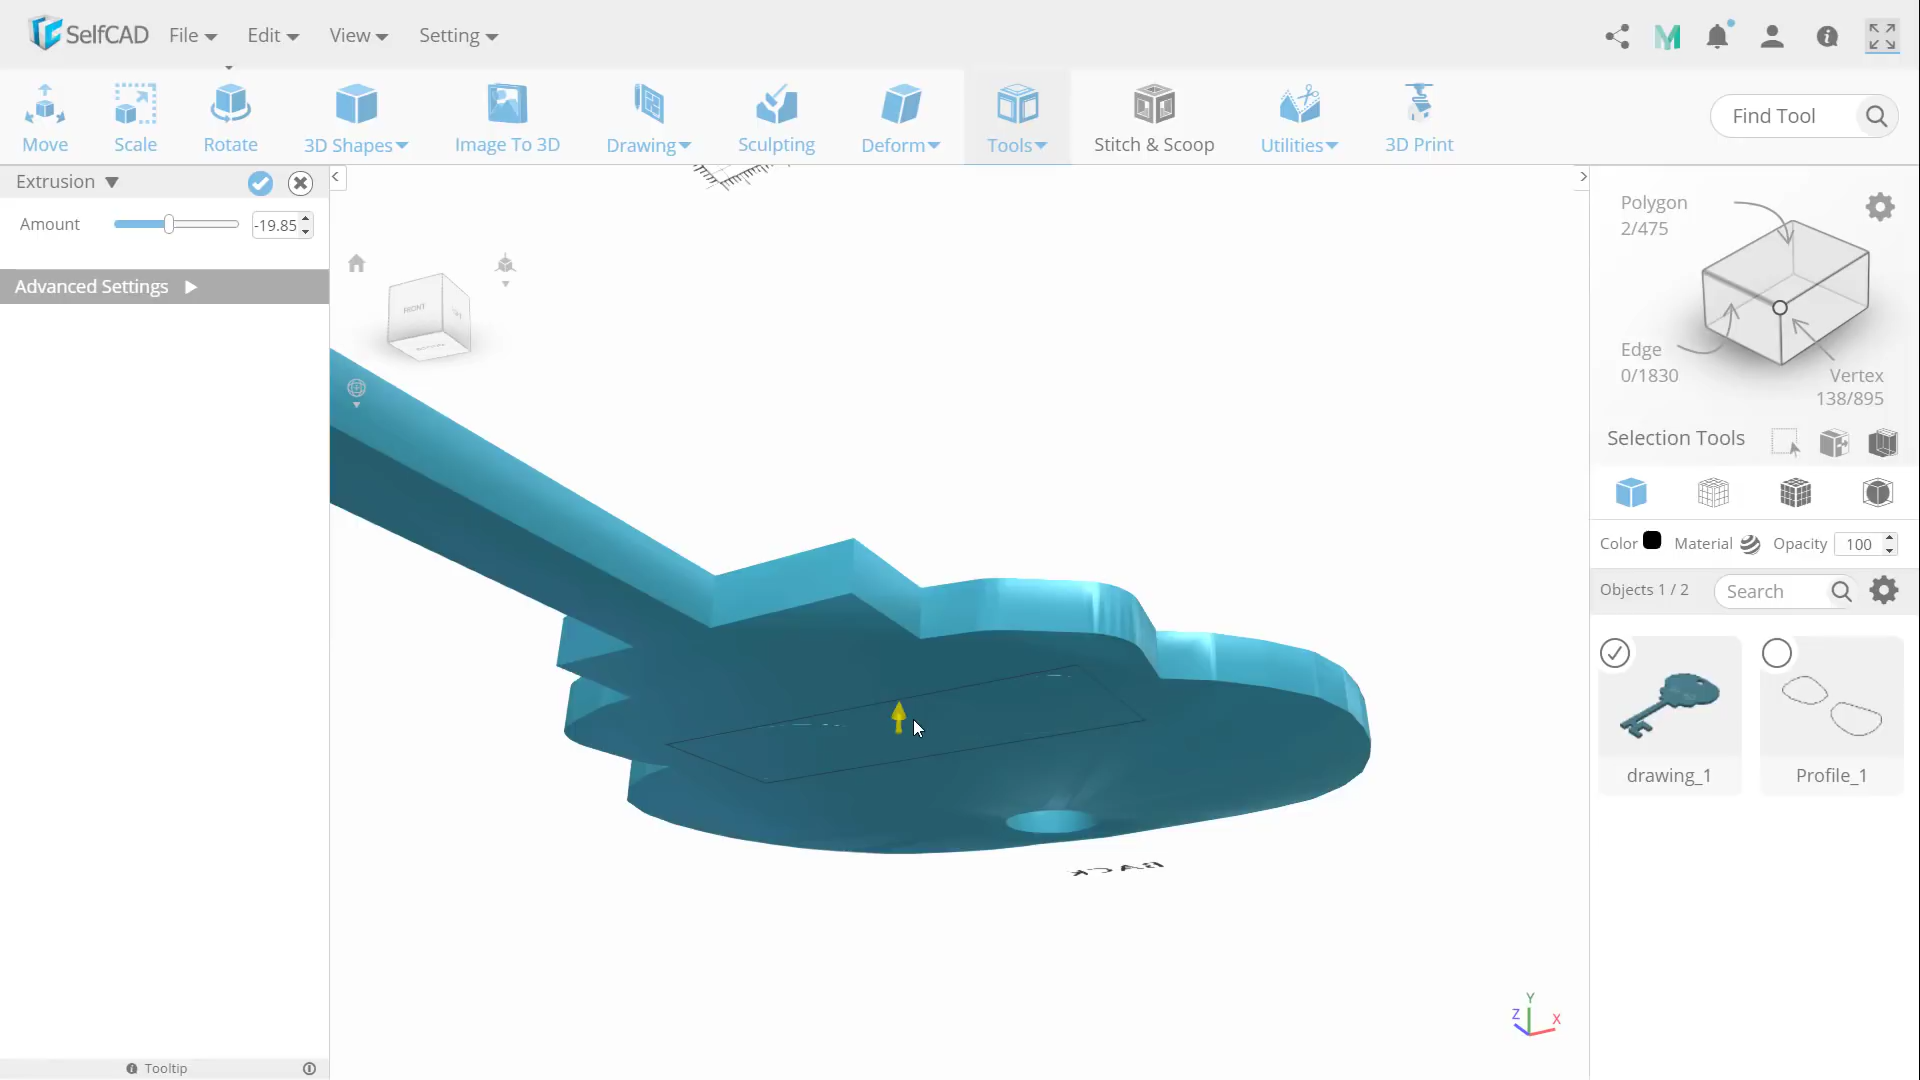 SelfCAD File Edit View Setting
Move Scale Rotate 3D Shapes Image To 3D Drawing Sculpting Deform Tools Stitch & Scoop Utilities 3D Print Find Tool
Extrusion
Amount -19.85
Advanced Settings
FRONT
BACK
Tooltip
Y
Z X
Polygon
2/475
Edge
0/1830
Vertex
138/895
Selection Tools
Color Material Opacity 100
Objects 1 / 2 Search
drawing_1 Profile_1